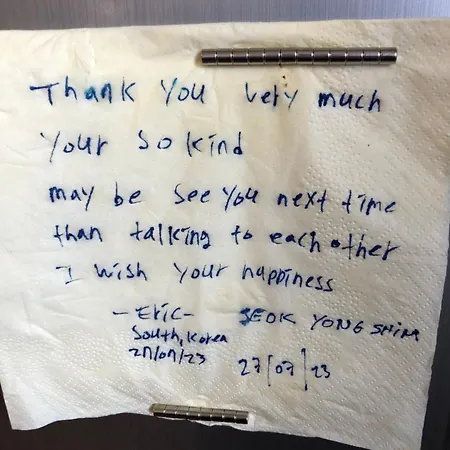 Thank you very much
your so kind
may be see you next time
than talking to each other
I wish your happiness
-Eric- SEOK YONG SHIM
South, Korea
27/07/23 27/07/23